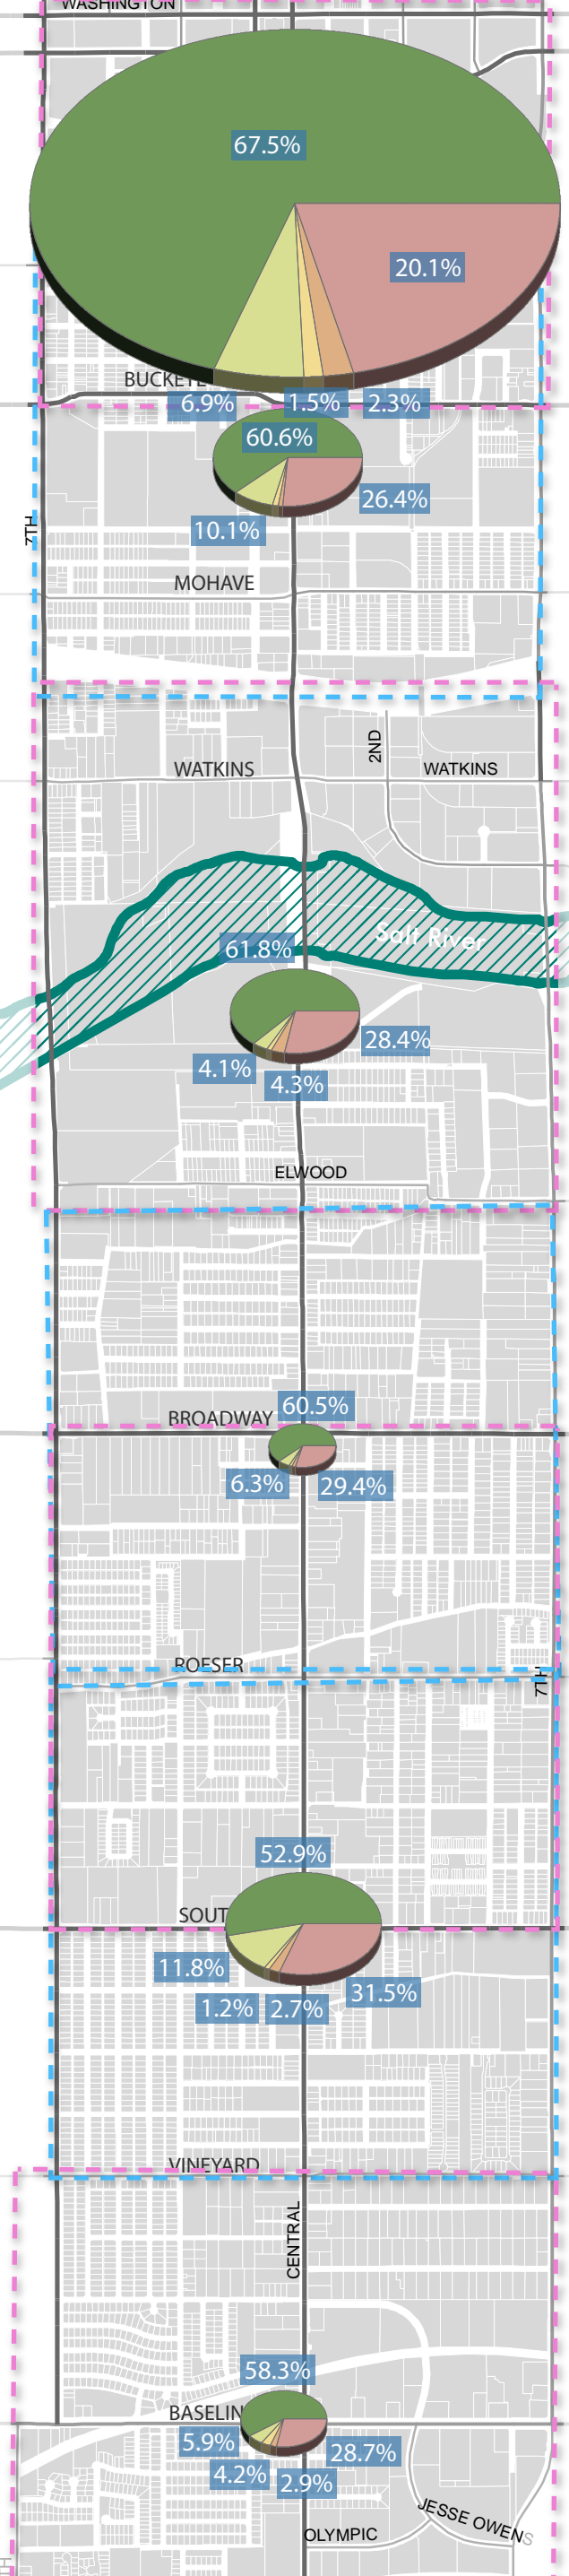 WASHINGTON
67.5%
20.1%
BUCKEYE
6.9%
1.5%
2.3%
60.6%
26.4%
10.1%
7TH
MOHAVE
2ND
WATKINS
WATKINS
Salt River
61.8%
28.4%
4.1%
4.3%
ELWOOD
60.5%
BROADWAY
6.3%
29.4%
ROESER
7TH
52.9%
SOUT
11.8%
31.5%
1.2%
2.7%
VINEYARD
CENTRAL
58.3%
BASELIN
5.9%
28.7%
4.2%
2.9%
JESSE OWENS
OLYMPIC